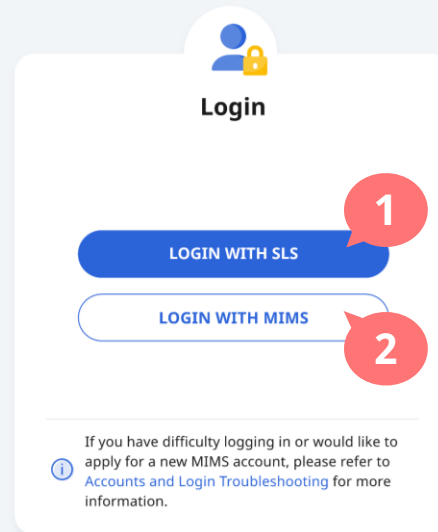 Login
1
LOGIN WITH SLS
LOGIN WITH MIMS
2
If you have difficulty logging in or would like to
apply for a new MIMS account, please refer to
Accounts and Login Troubleshooting for more
information.